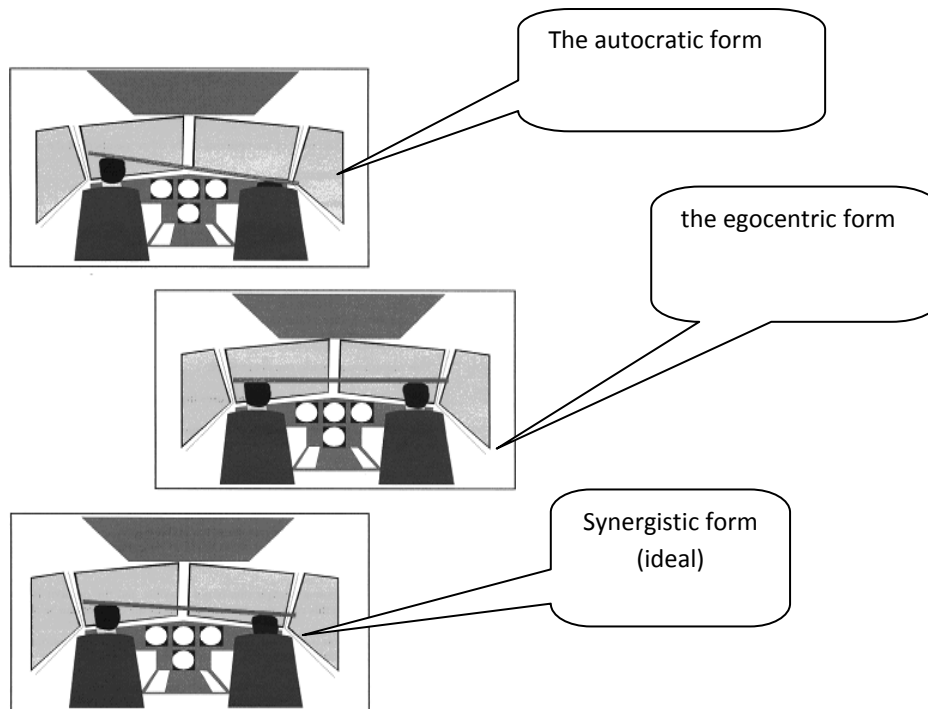 The autocratic form
the egocentric form
Synergistic form
(ideal)